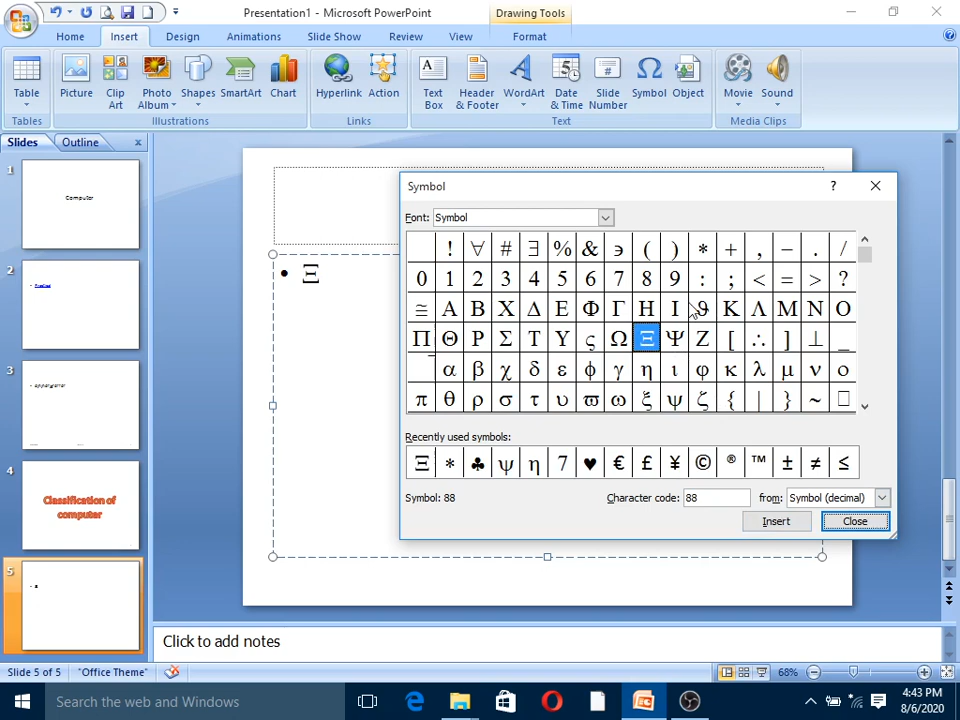 Presentation1 - Microsoft PowerPoint
Drawing Tools
Home Insert Design Animations Slide Show Review View Format
Table Picture Clip Art Photo Album Shapes SmartArt Chart Hyperlink Action Text Box Header & Footer WordArt Date & Time Slide Number Symbol Object Movie Sound
Tables Illustrations Links Text Media Clips
Slides Outline x
1
Computer
2
3
4
Classification of
computer
5
• Ξ
Symbol ?
Font: Symbol
! ∀ # ∃ % & ∍ ( ) ∗ + , − . /
0 1 2 3 4 5 6 7 8 9 : ; < = > ?
≅ Α Β Χ Δ Ε Φ Γ Η Ι ϑ Κ Λ Μ Ν Ο
Π Θ Ρ Σ Τ Υ ς Ω Ξ Ψ Ζ [ ∴ ] ⊥ _
‾ α β χ δ ε ϕ γ η ι φ κ λ μ ν ο
π θ ρ σ τ υ ϖ ω ξ ψ ζ { | } ~ □
Recently used symbols:
Ξ * ♣ ψ η 7 ♥ € £ ¥ © ® ™ ± ≠ ≤
Symbol: 88
Character code: 88
from: Symbol (decimal)
Insert Close
Click to add notes
Slide 5 of 5 "Office Theme" 68%
Search the web and Windows
4:43 PM
8/6/2020